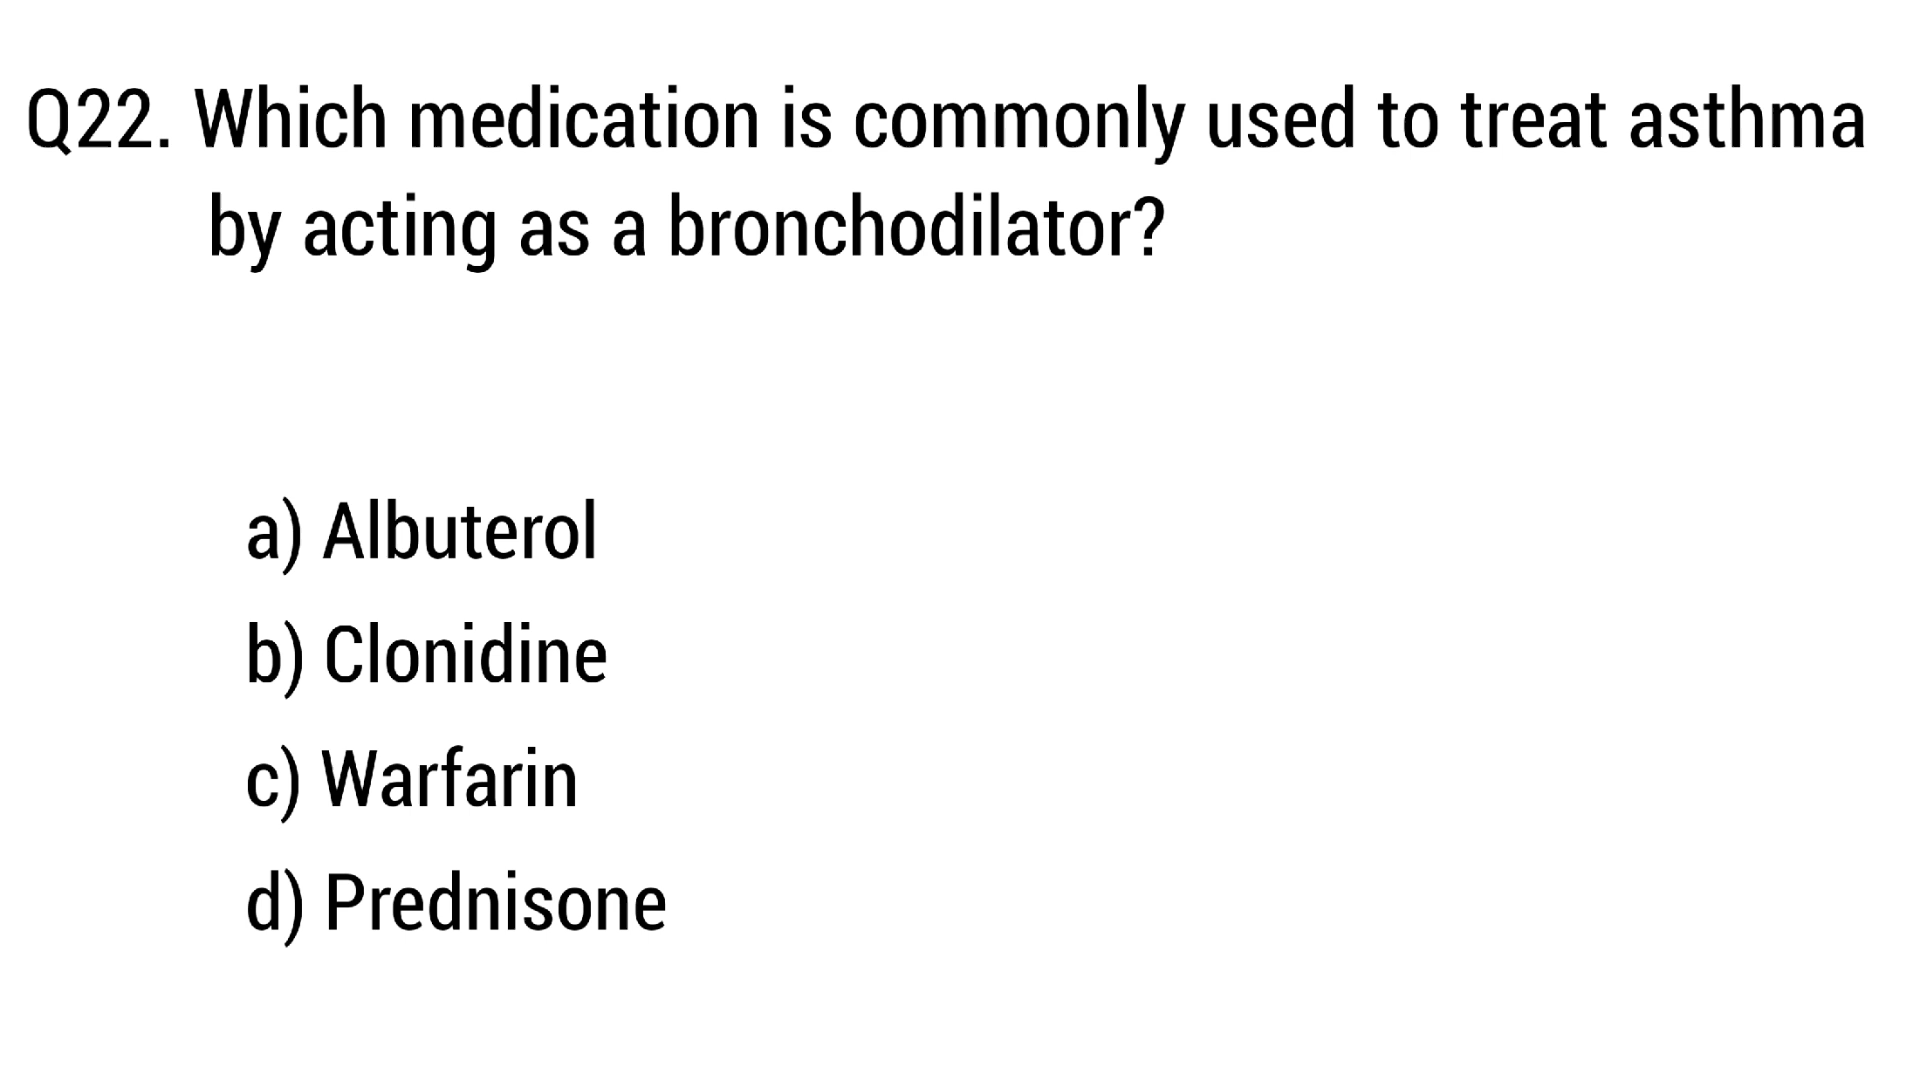 Q22. Which medication is commonly used to treat asthma
by acting as a bronchodilator?
a) Albuterol
b) Clonidine
c) Warfarin
d) Prednisone